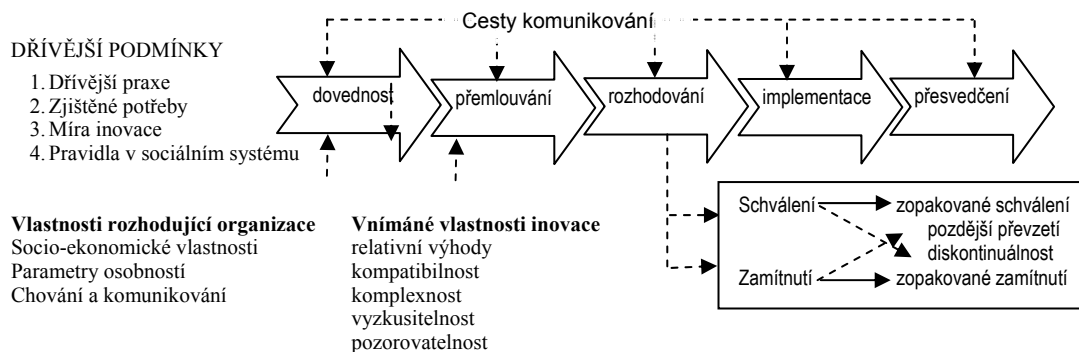 Cesty komunikování
DŘÍVĚJŠÍ PODMÍNKY
1. Dřívější praxe
2. Zjištěné potřeby
3. Míra inovace
4. Pravidla v sociálním systému
dovednost
přemlouvání
rozhodování
implementace
přesvedčení
Vlastnosti rozhodující organizace
Socio-ekonomické vlastnosti
Parametry osobností
Chování a komunikování
Vnímáné vlastnosti inovace
relativní výhody
kompatibilnost
komplexnost
vyzkusitelnost
pozorovatelnost
Schválení
zopakované schválení
pozdější převzetí
diskontinuálnost
Zamítnutí
zopakované zamítnutí